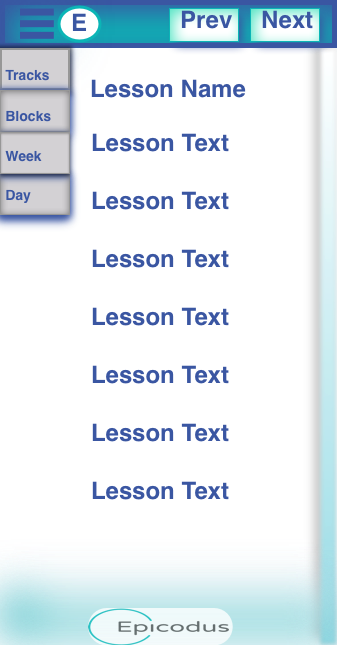 E Prev Next
Tracks
Lesson Name
Blocks
Lesson Text
Week
Day
Lesson Text
Lesson Text
Lesson Text
Lesson Text
Lesson Text
Lesson Text
Epicodus